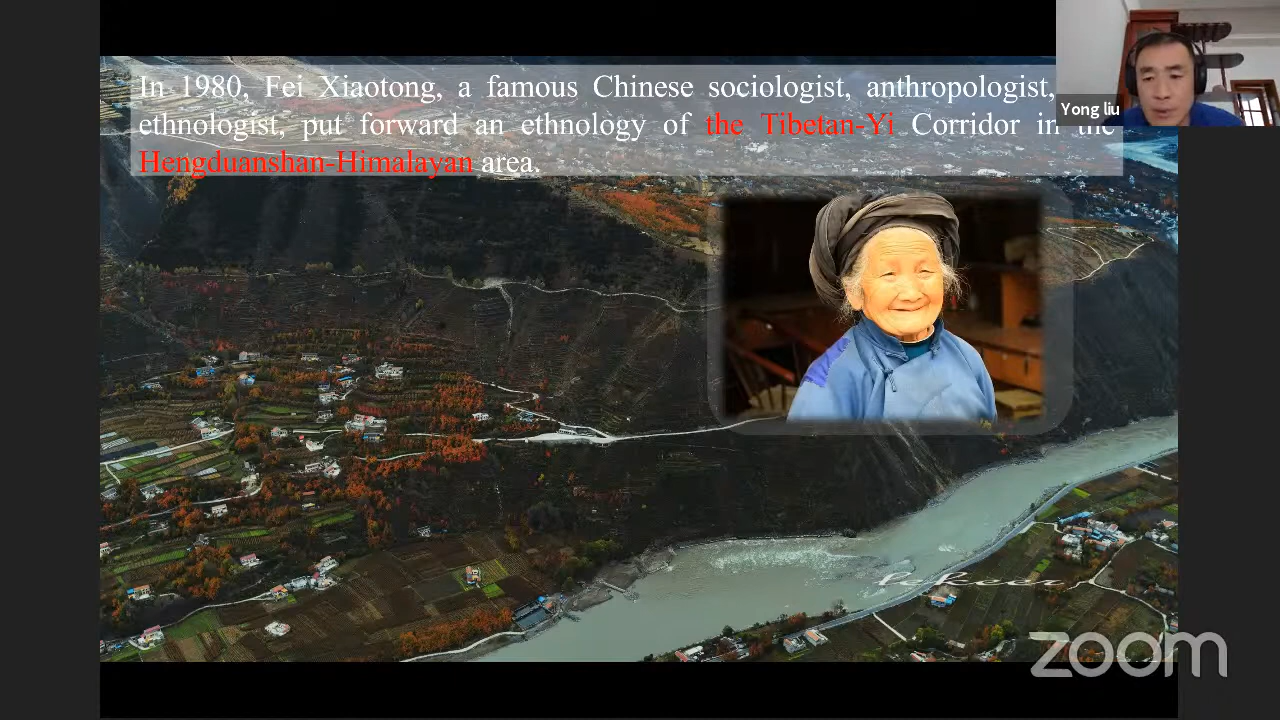 In 1980, Fei Xiaotong, a famous Chinese sociologist, anthropologist,
ethnologist, put forward an ethnology of the Tibetan-Yi Corridor in the
Hengduanshan-Himalayan area.
Yong liu
zoom